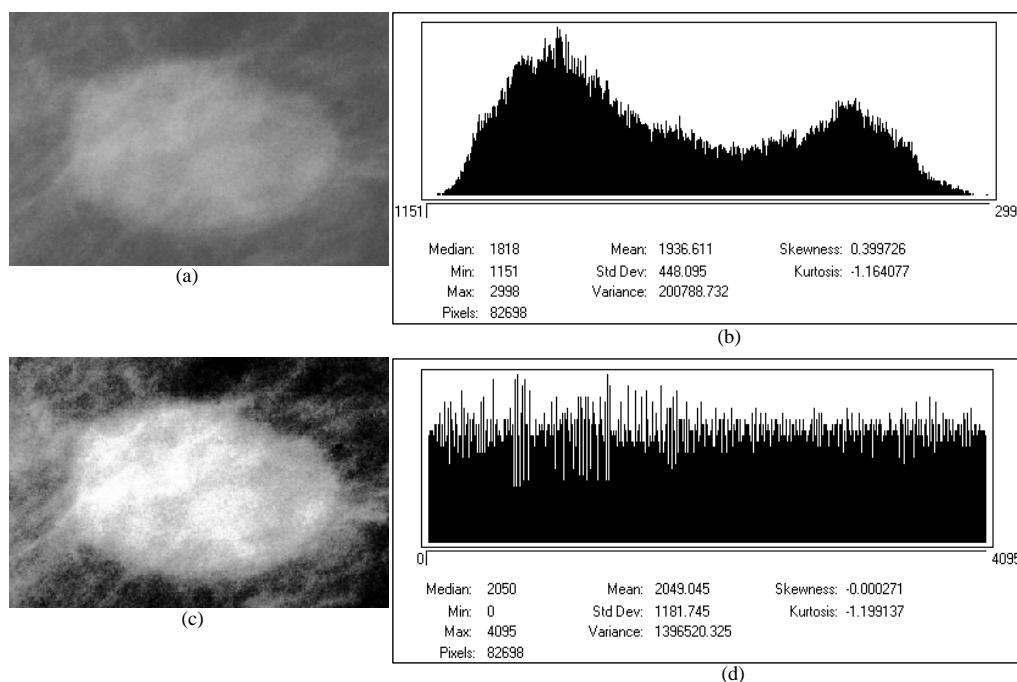 (a)
1151
299
Median: 1818 Mean: 1936.611 Skewness: 0.399726
Min: 1151 Std Dev: 448.095 Kurtosis: -1.164077
Max: 2998 Variance: 200788.732
Pixels: 82698
(b)
(c)
0
4095
Median: 2050 Mean: 2049.045 Skewness: -0.000271
Min: 0 Std Dev: 1181.745 Kurtosis: -1.199137
Max: 4095 Variance: 1396520.325
Pixels: 82698
(d)